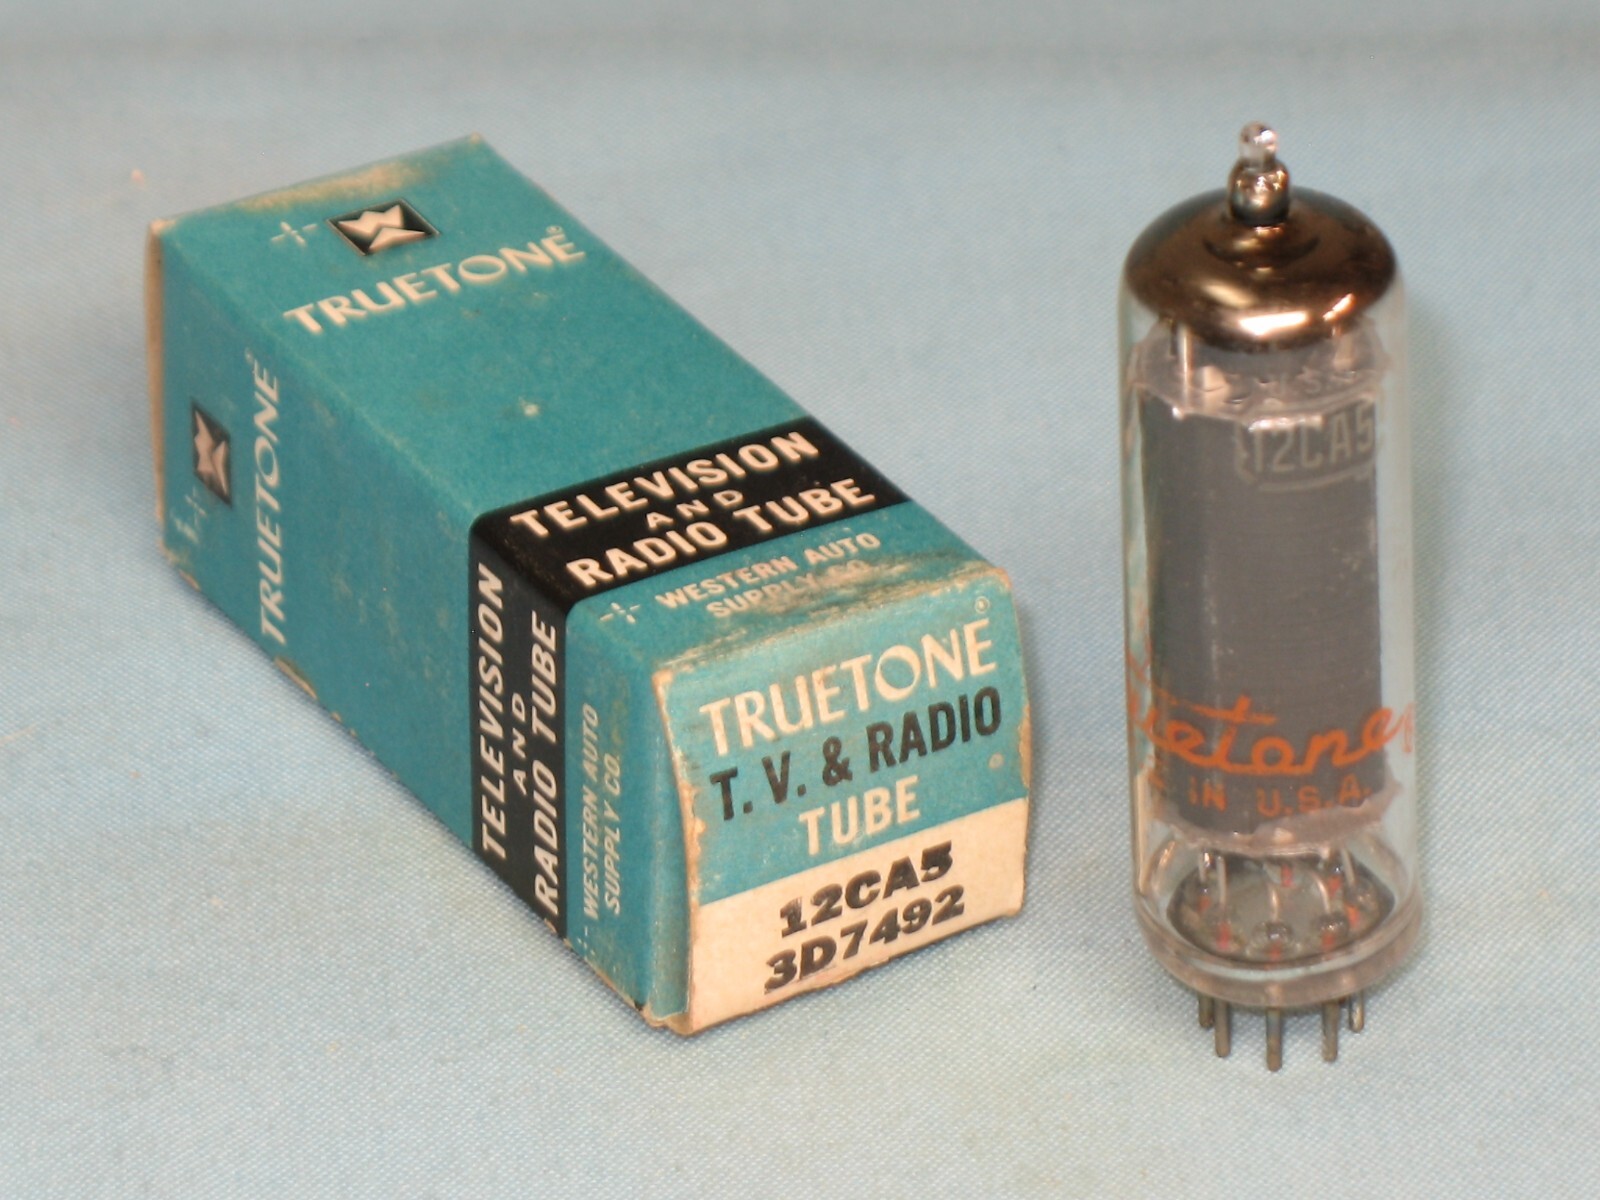 TRUETONE®
TELEVISION
AND
RADIO TUBE
WESTERN AUTO
SUPPLY CO.
TRUETONE®
TELEVISION
AND
RADIO TUBE
WESTERN AUTO
SUPPLY CO.
TRUETONE®
T. V. & RADIO
TUBE
12CA5
3D7492
12CA5
Truetone
IN U.S.A.